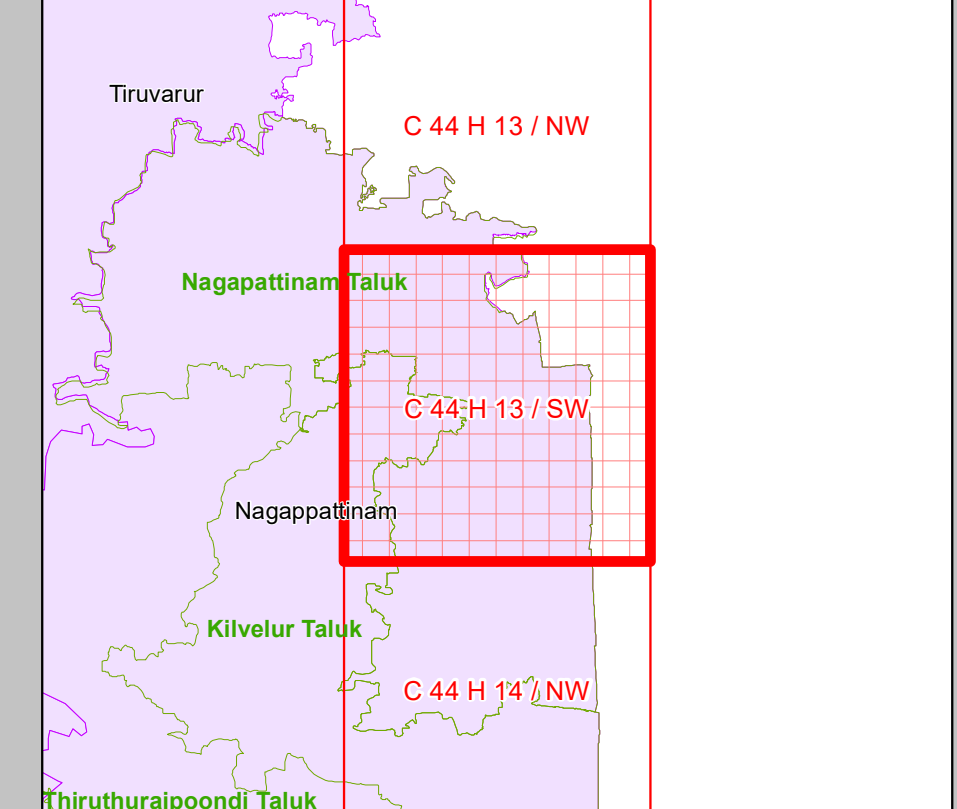 Tiruvarur
C 44 H 13 / NW
Nagapattinam Taluk
C 44 H 13 / SW
Nagappattinam
Kilvelur Taluk
C 44 H 14 / NW
Thiruthuraipoondi Taluk